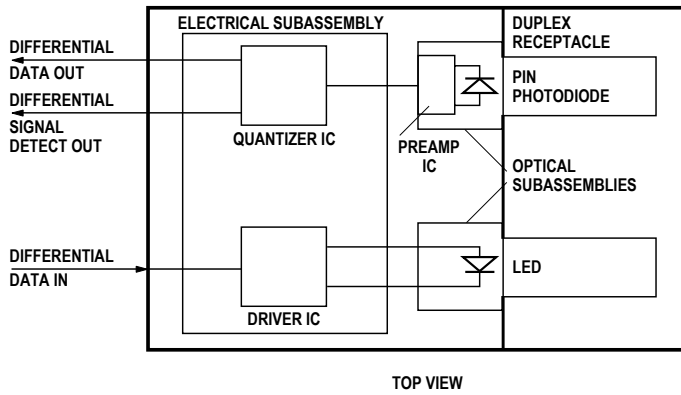 ELECTRICAL SUBASSEMBLY
DUPLEX
RECEPTACLE
DIFFERENTIAL
DATA OUT
DIFFERENTIAL
SIGNAL
DETECT OUT
QUANTIZER IC
PREAMP
IC
PIN
PHOTODIODE
OPTICAL
SUBASSEMBLIES
DIFFERENTIAL
DATA IN
DRIVER IC
LED
TOP VIEW